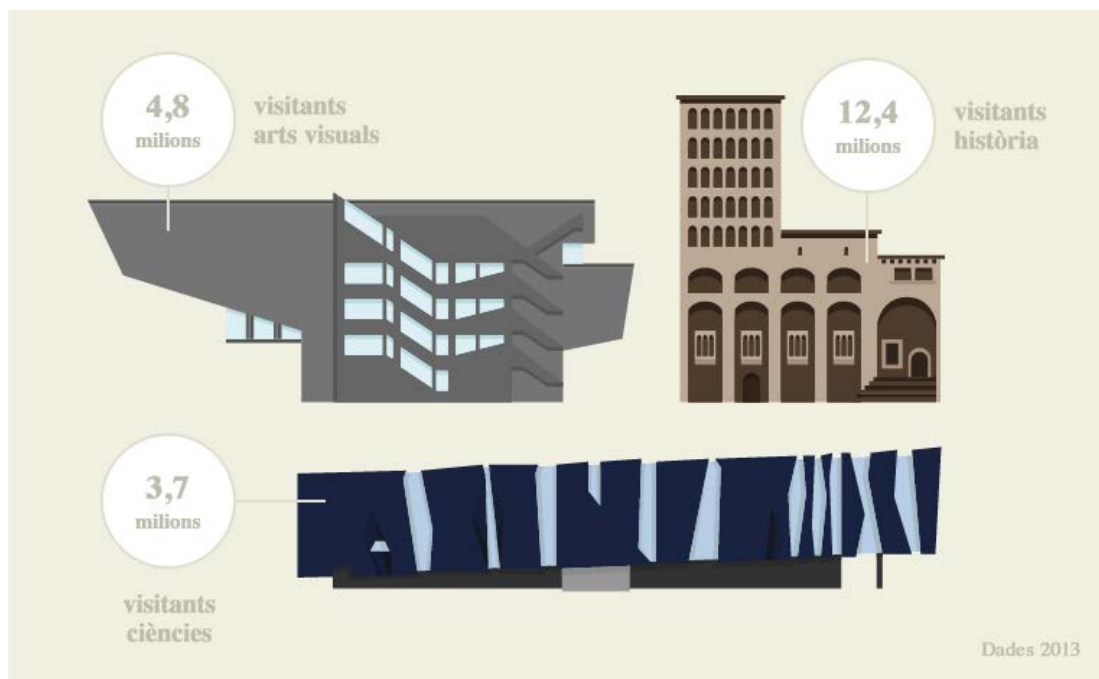 4,8
milions
visitants
arts visuals
12,4
milions
visitants
història
3,7
milions
visitants
ciències
Dades 2013